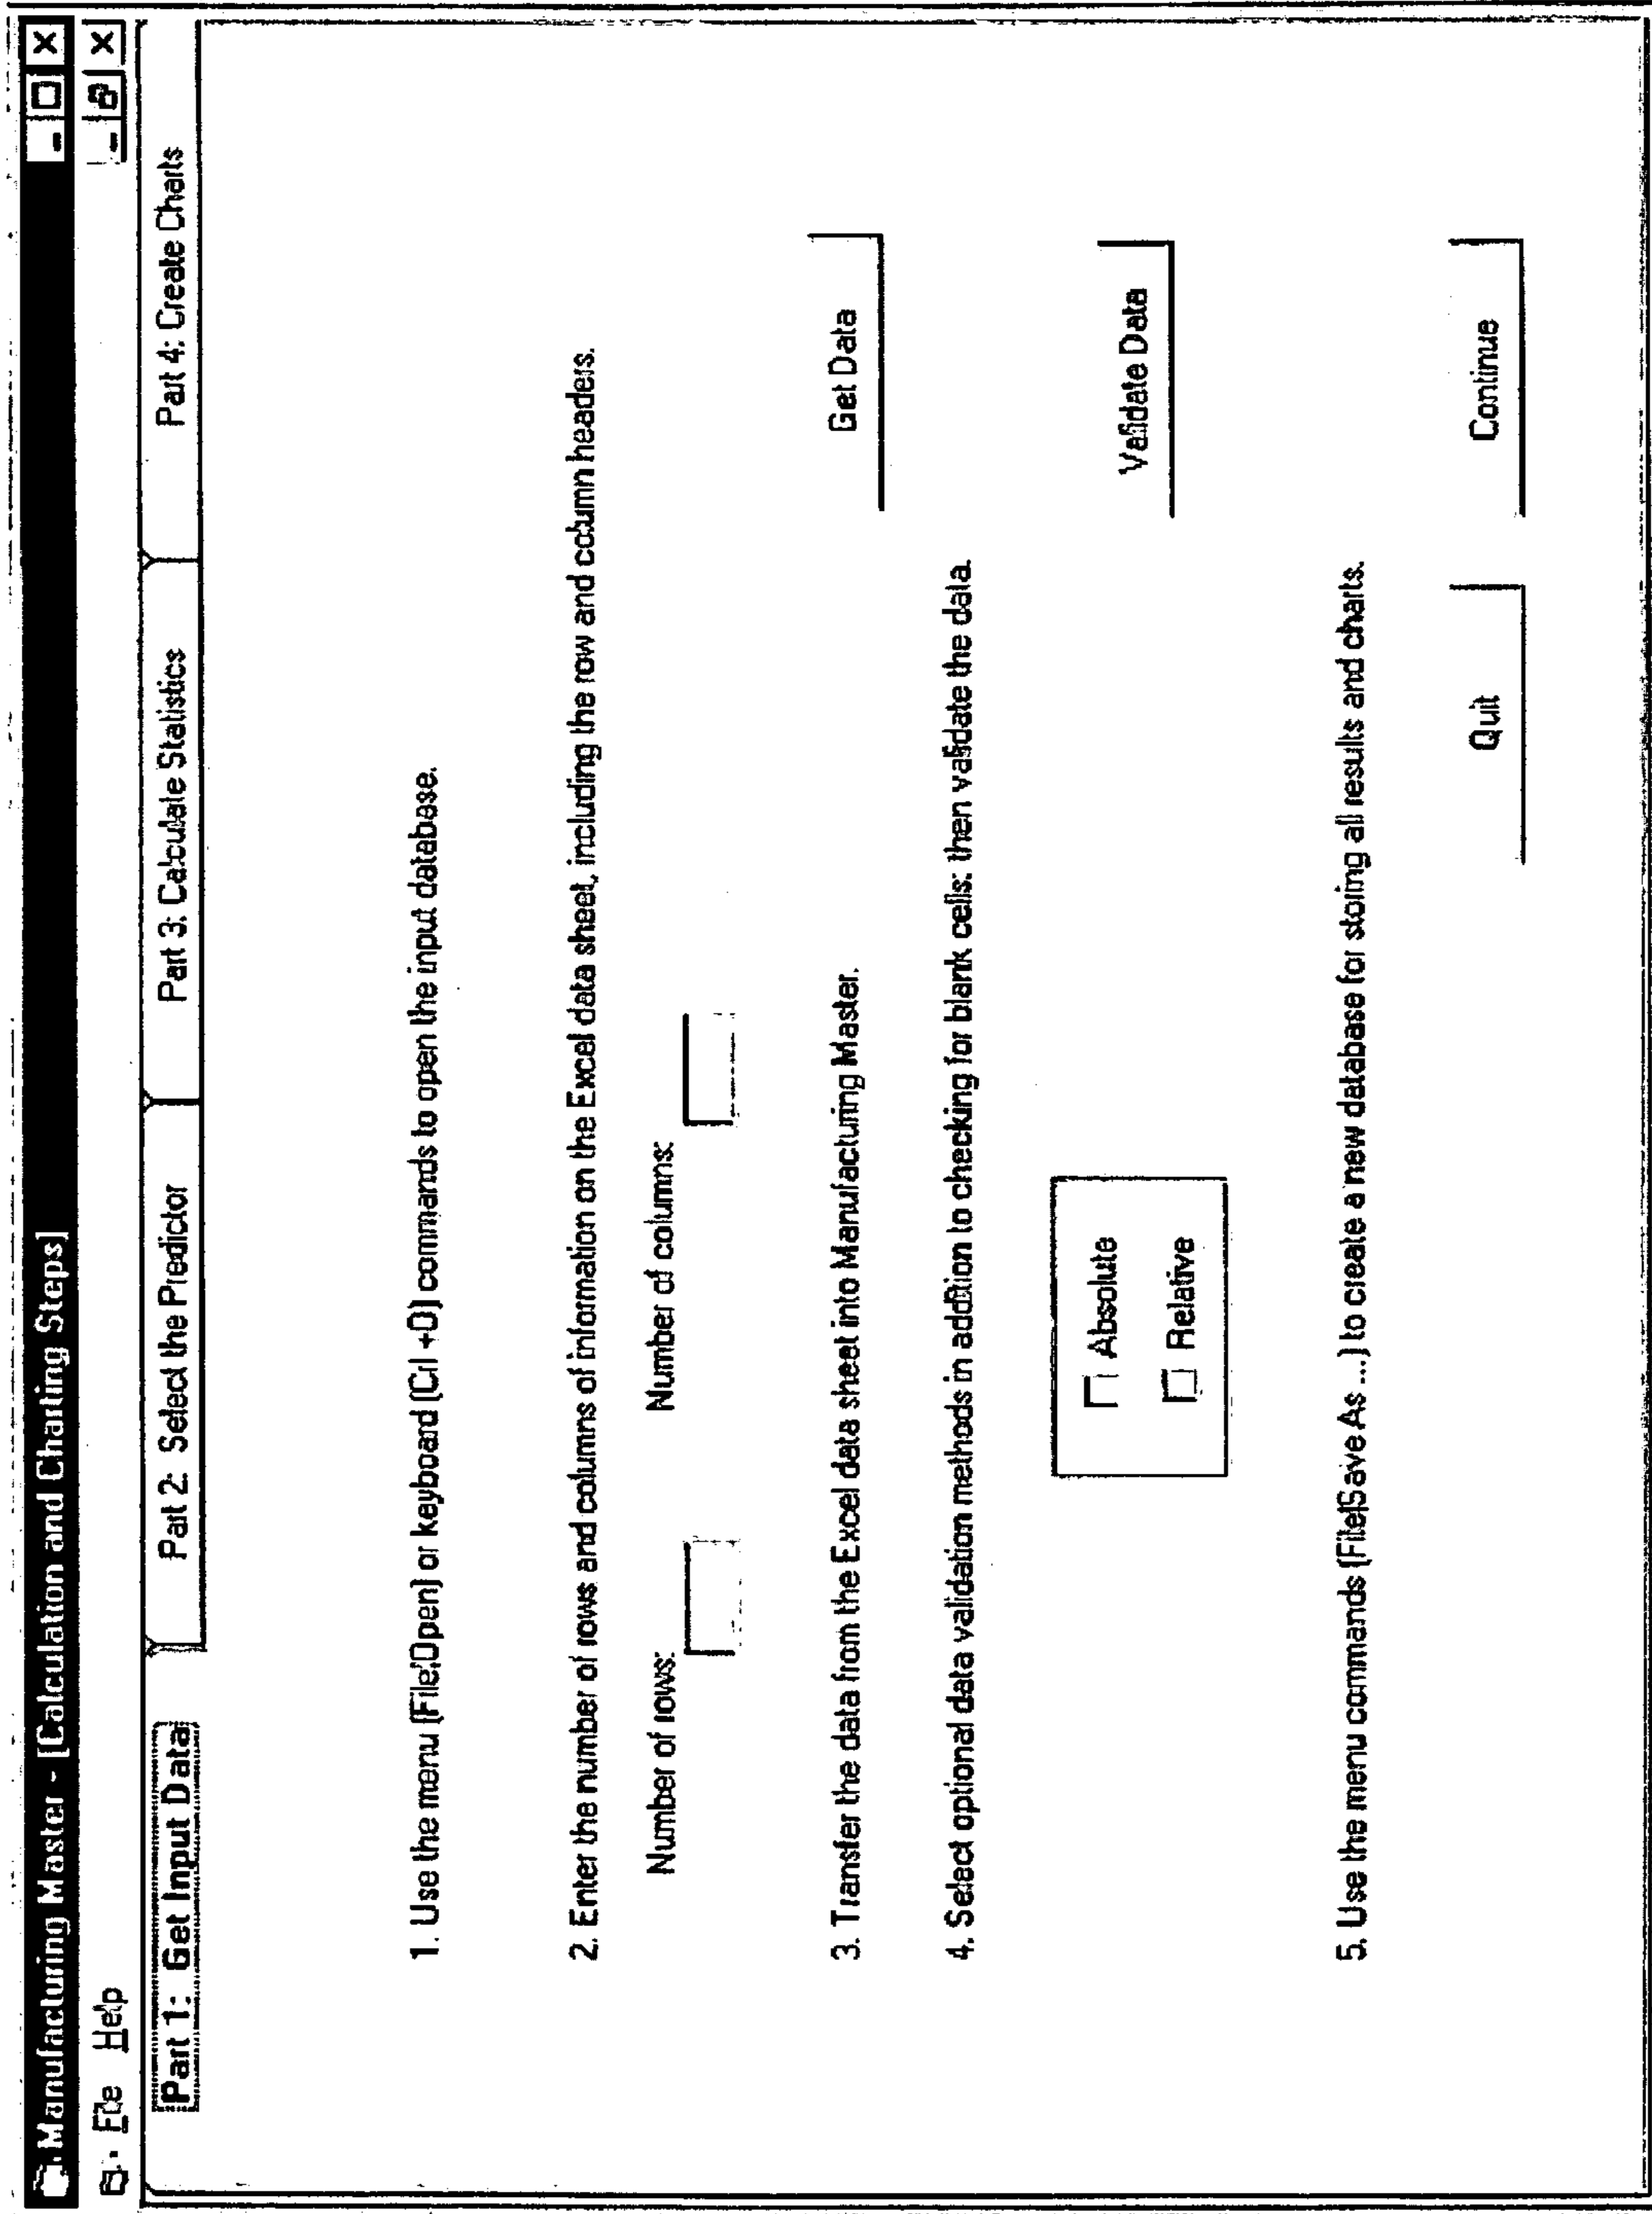 Manufacturing Master - [Calculation and Charting Steps]
File Help
Part 1: Get Input Data
Part 2: Select the Predictor
Part 3: Calculate Statistics
Part 4: Create Charts
1. Use the menu (File|Open) or keyboard (Crl +O) commands to open the input database.
2. Enter the number of rows and columns of information on the Excel data sheet, including the row and column headers.
Number of rows:
Number of columns:
3. Transfer the data from the Excel data sheet into Manufacturing Master.
Get Data
4. Select optional data validation methods in addition to checking for blank cells: then validate the data.
Absolute
Relative
Validate Data
5. Use the menu commands (File|Save As ...) to create a new database for storing all results and charts.
Quit
Continue